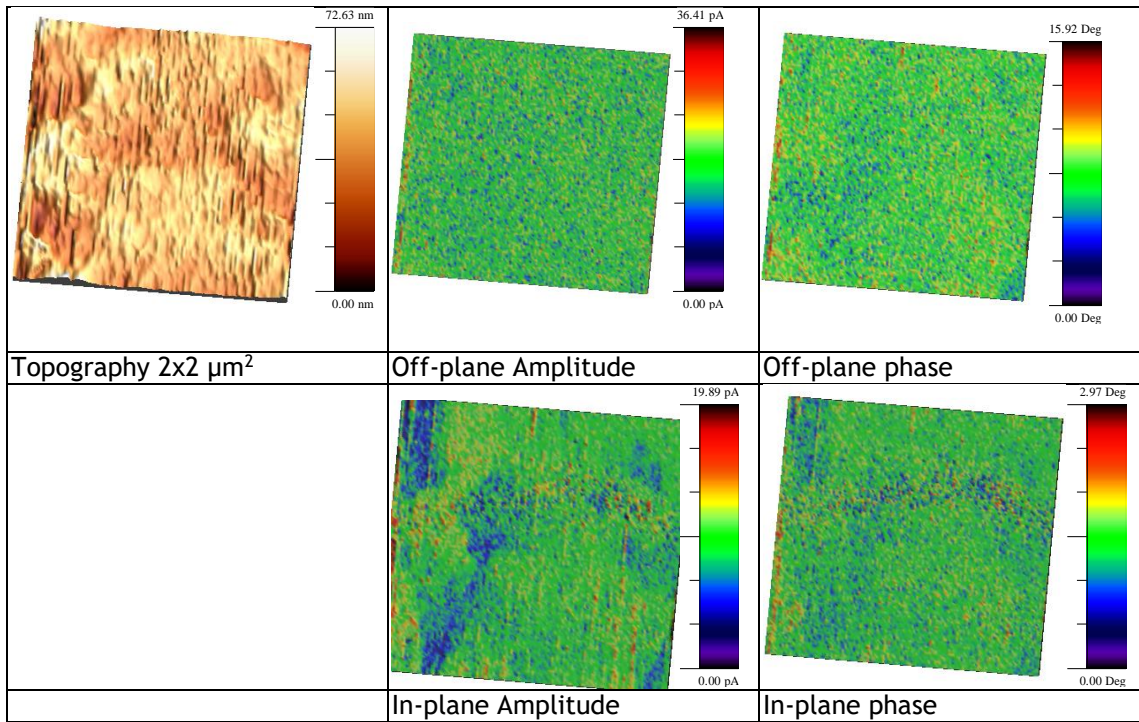 72.63 nm
0.00 nm
36.41 pA
0.00 pA
15.92 Deg
0.00 Deg
Topography 2x2 µm²
Off-plane Amplitude
Off-plane phase
19.89 pA
0.00 pA
2.97 Deg
0.00 Deg
In-plane Amplitude
In-plane phase